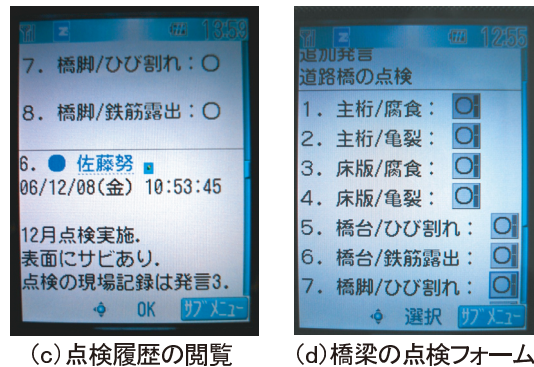 13:59
7. 橋脚/ひび割れ:○
8. 橋脚/鉄筋露出:○
6. ● 佐藤努
06/12/08(金) 10:53:45
12月点検実施.
表面にサビあり.
点検の現場記録は発言3.
OK ｻﾌﾞﾒﾆｭｰ
(c)点検履歴の閲覧
12:55
追加発言
道路橋の点検
1. 主桁/腐食:○
2. 主桁/亀裂:○
3. 床版/腐食:○
4. 床版/亀裂:○
5. 橋台/ひび割れ:○
6. 橋台/鉄筋露出:○
7. 橋脚/ひび割れ:○
選択 ｻﾌﾞﾒﾆｭｰ
(d)橋梁の点検フォーム